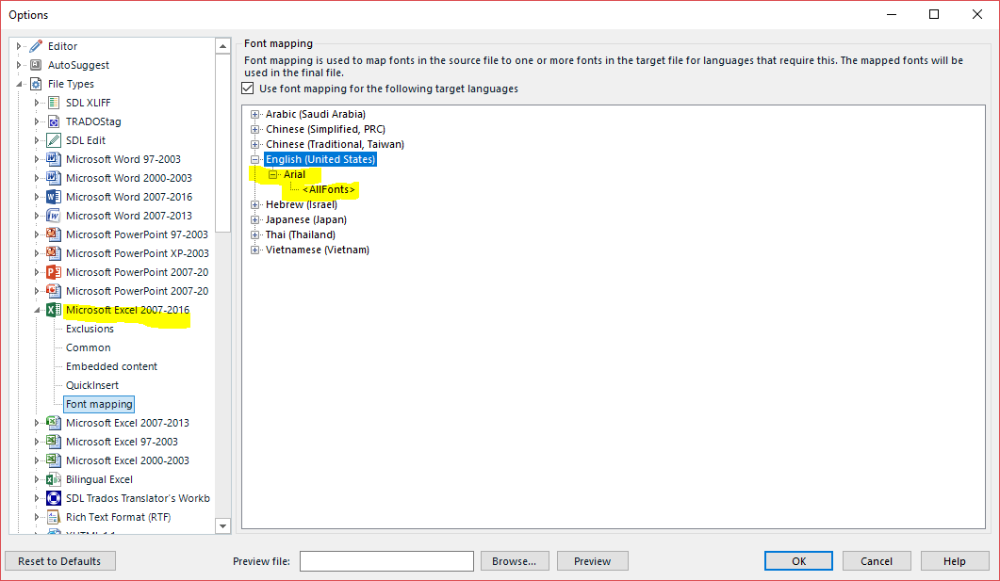 Options
Editor
AutoSuggest
File Types
SDL XLIFF
TRADOStag
SDL Edit
Microsoft Word 97-2003
Microsoft Word 2000-2003
Microsoft Word 2007-2016
Microsoft Word 2007-2013
Microsoft PowerPoint 97-2003
Microsoft PowerPoint XP-2003
Microsoft PowerPoint 2007-20
Microsoft PowerPoint 2007-20
Microsoft Excel 2007-2016
Exclusions
Common
Embedded content
QuickInsert
Font mapping
Microsoft Excel 2007-2013
Microsoft Excel 97-2003
Microsoft Excel 2000-2003
Bilingual Excel
SDL Trados Translator's Workb
Rich Text Format (RTF)
Font mapping
Font mapping is used to map fonts in the source file to one or more fonts in the target file for languages that require this. The mapped fonts will be
used in the final file.
Use font mapping for the following target languages
Arabic (Saudi Arabia)
Chinese (Simplified, PRC)
Chinese (Traditional, Taiwan)
English (United States)
Arial
<AllFonts>
Hebrew (Israel)
Japanese (Japan)
Thai (Thailand)
Vietnamese (Vietnam)
Reset to Defaults
Preview file:
Browse...
Preview
OK
Cancel
Help